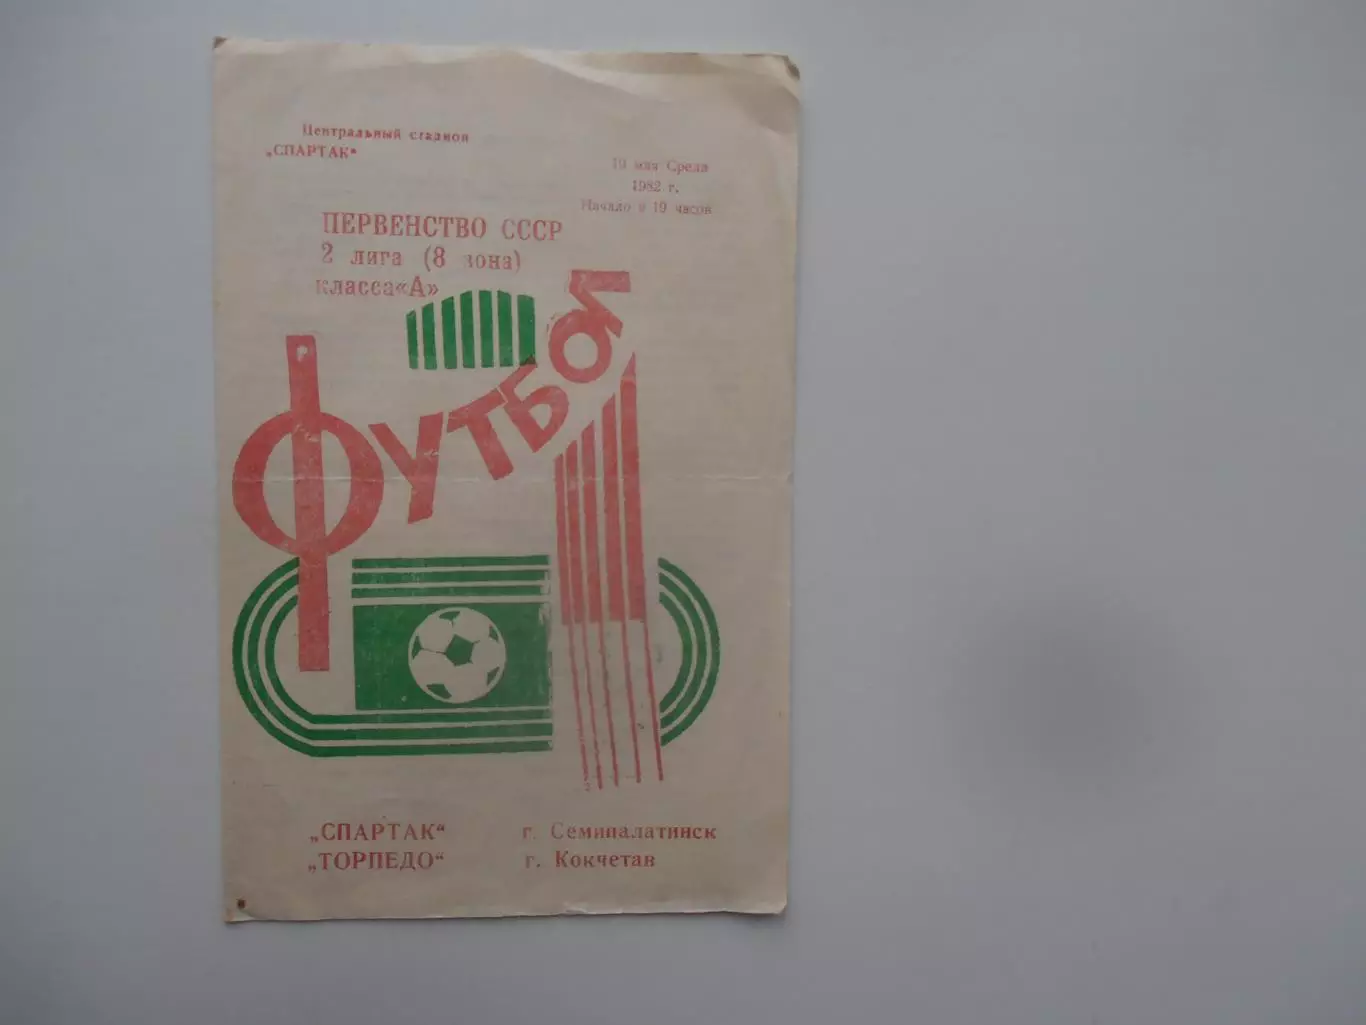 Центральный стадион
„СПАРТАК“
19 мая Среда
1982 г.
Начало в 19 часов
ПЕРВЕНСТВО СССР
2 лига (8 зона)
класса«А»
ФУТБОЛ
„СПАРТАК“ г. Семипалатинск
„ТОРПЕДО“ г. Кокчетав